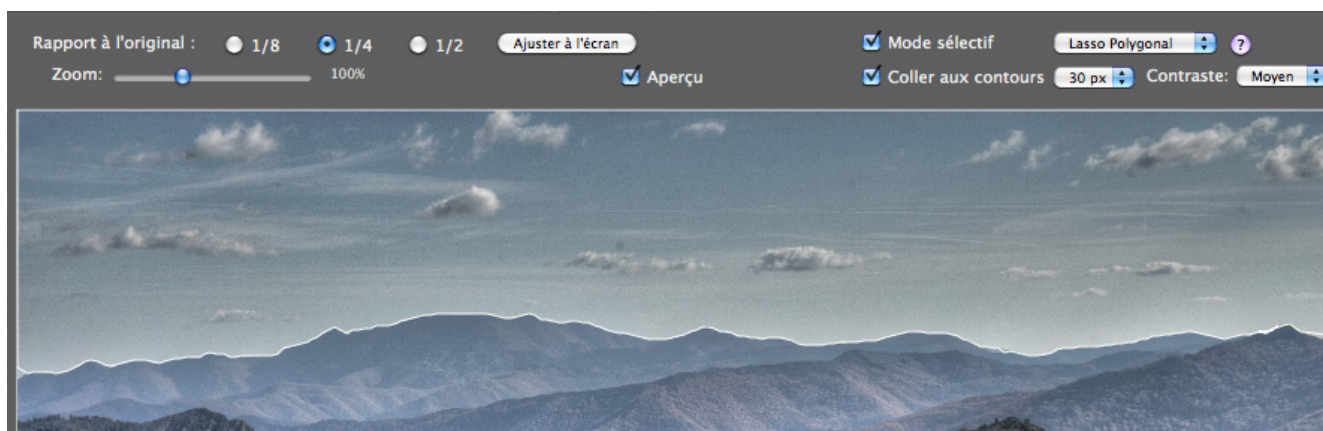 Rapport à l'original : 1/8 1/4 1/2 Ajuster à l'écran Mode sélectif Lasso Polygonal ?
Zoom: 100% Aperçu Coller aux contours 30 px Contraste: Moyen